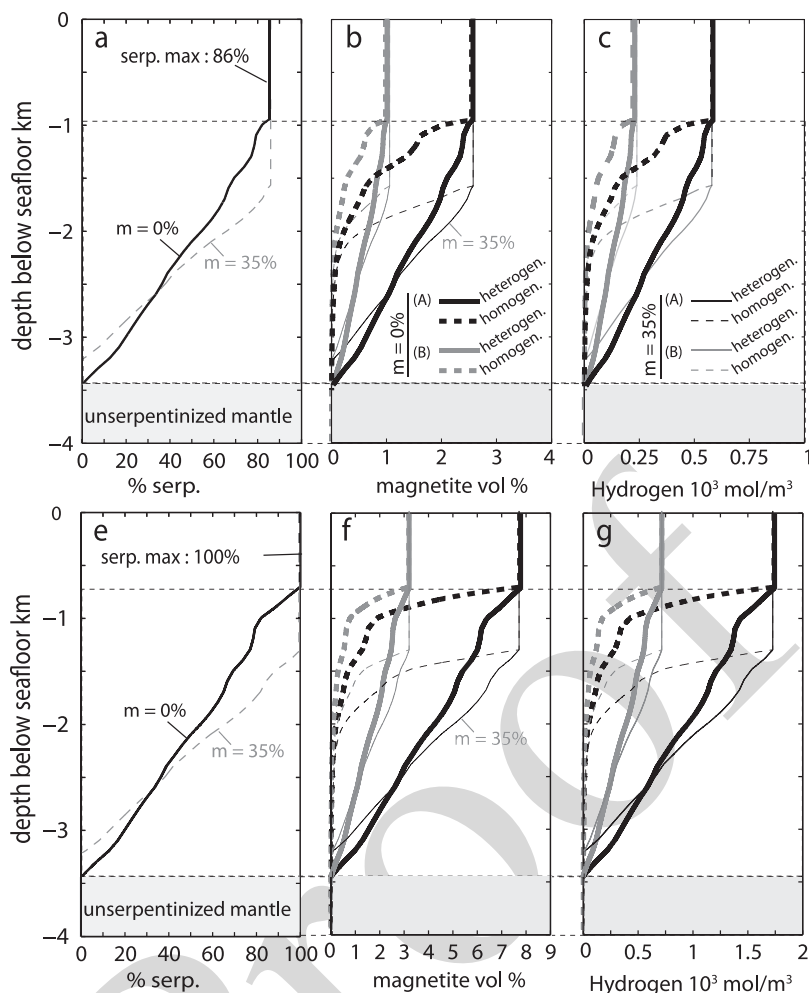 a
serp. max : 86%
m = 0%
m = 35%
unserpentinized mantle
depth below seafloor km
0
−1
−2
−3
−4
0 20 40 60 80 100
% serp.
b
m = 35%
m = 0%
(A)
heterogen.
homogen.
(B)
heterogen.
homogen.
0 1 2 3 4
magnetite vol %
c
m = 35%
(A)
heterogen.
homogen.
(B)
heterogen.
homogen.
0 0.25 0.5 0.75 1
Hydrogen 10³ mol/m³
e
serp. max : 100%
m = 0%
m = 35%
unserpentinized mantle
depth below seafloor km
0
−1
−2
−3
−4
0 20 40 60 80 100
% serp.
f
m = 35%
0 1 2 3 4 5 6 7 8 9
magnetite vol %
g
0 0.5 1 1.5 2
Hydrogen 10³ mol/m³
proof